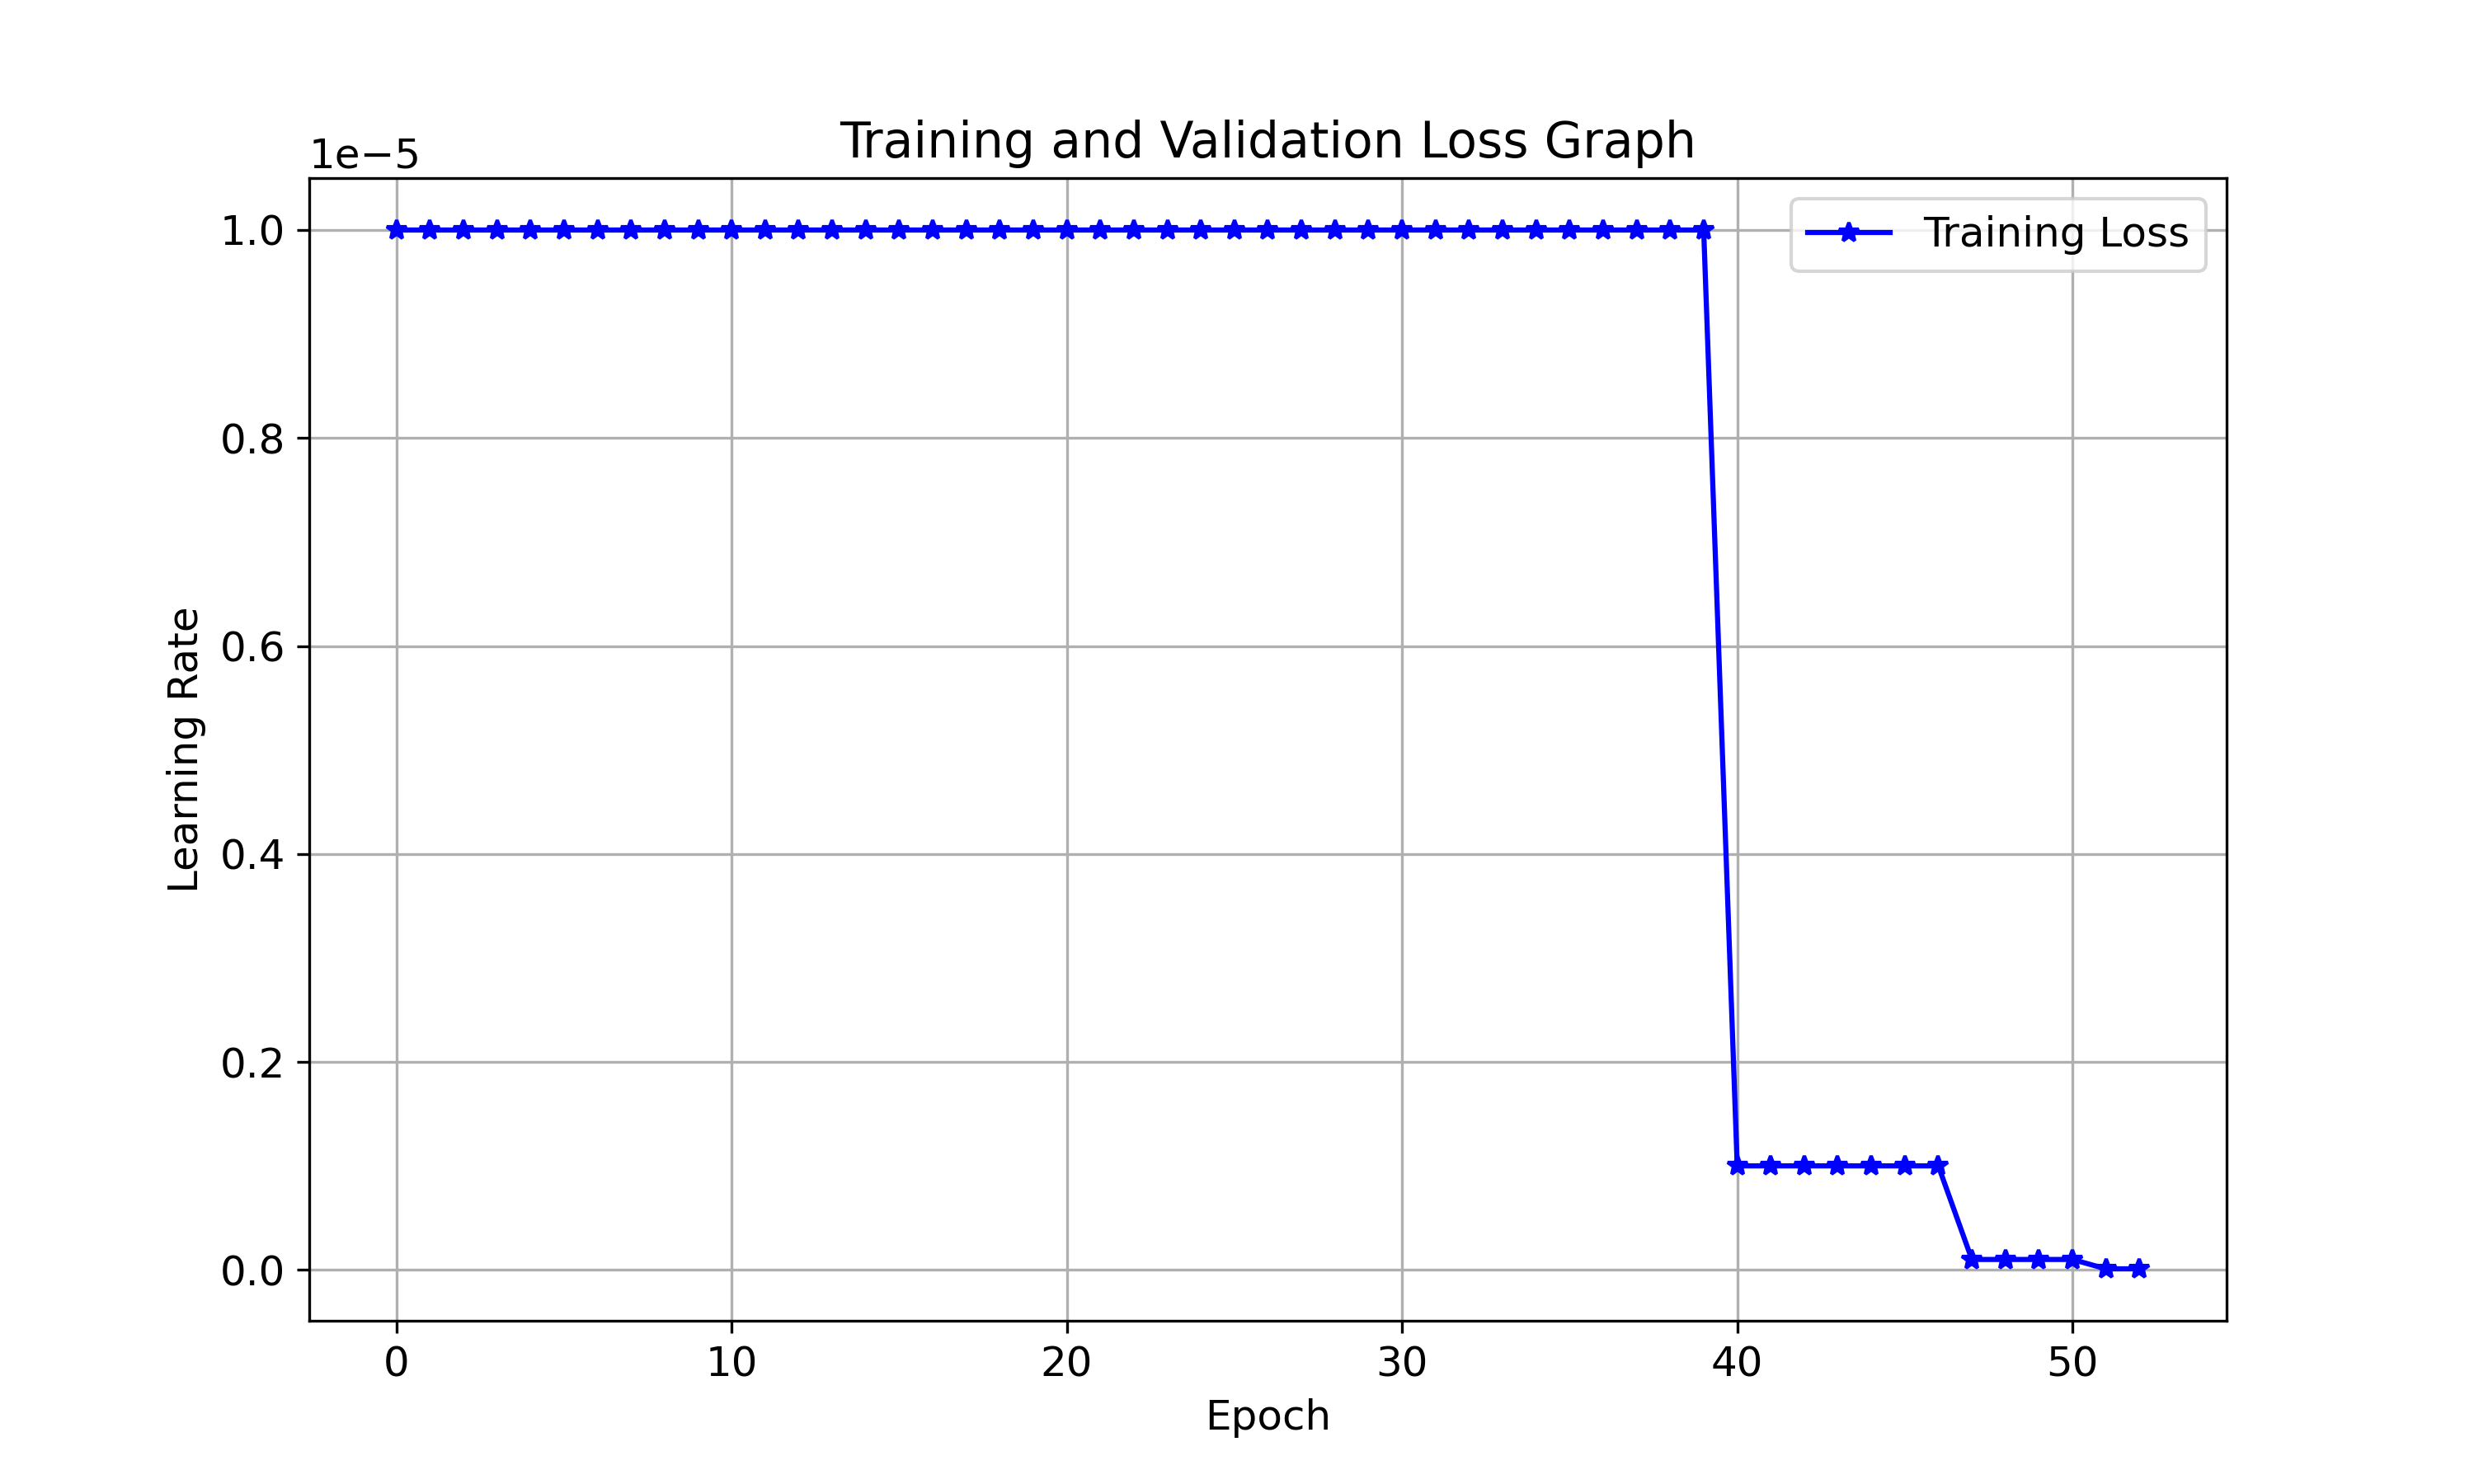 Training and Validation Loss Graph
1e−5
Training Loss
1.0
0.8
0.6
0.4
0.2
0.0
Learning Rate
0 10 20 30 40 50
Epoch